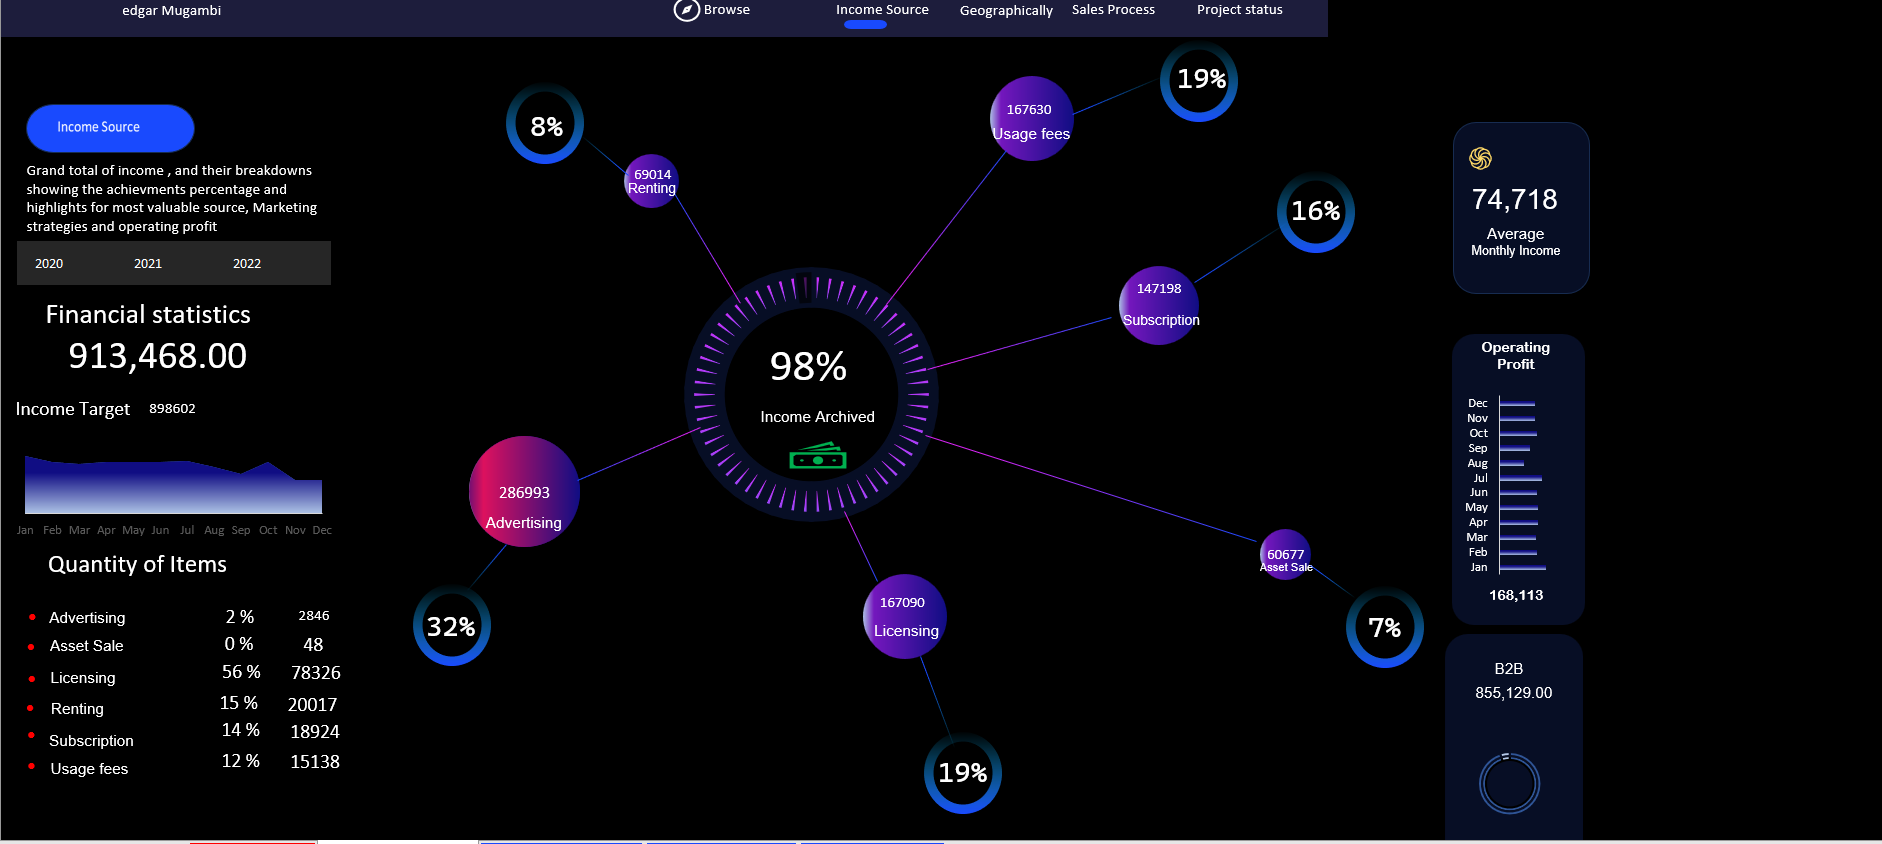 edgar Mugambi
Browse
Income Source
Geographically
Sales Process
Project status
Income Source
Grand total of income , and their breakdowns
showing the achievments percentage and
highlights for most valuable source, Marketing
strategies and operating profit
2020 2021 2022
Financial statistics
913,468.00
Income Target 898602
Jan Feb Mar Apr May Jun Jul Aug Sep Oct Nov Dec
Quantity of Items
Advertising 2 % 2846
Asset Sale 0 % 48
Licensing 56 % 78326
Renting 15 % 20017
Subscription 14 % 18924
Usage fees 12 % 15138
8%
69014
Renting
167630
Usage fees
19%
16%
147198
Subscription
98%
Income Archived
286993
Advertising
32%
167090
Licensing
19%
60677
Asset Sale
7%
74,718
Average
Monthly Income
Operating
Profit
Dec
Nov
Oct
Sep
Aug
Jul
Jun
May
Apr
Mar
Feb
Jan
168,113
B2B
855,129.00